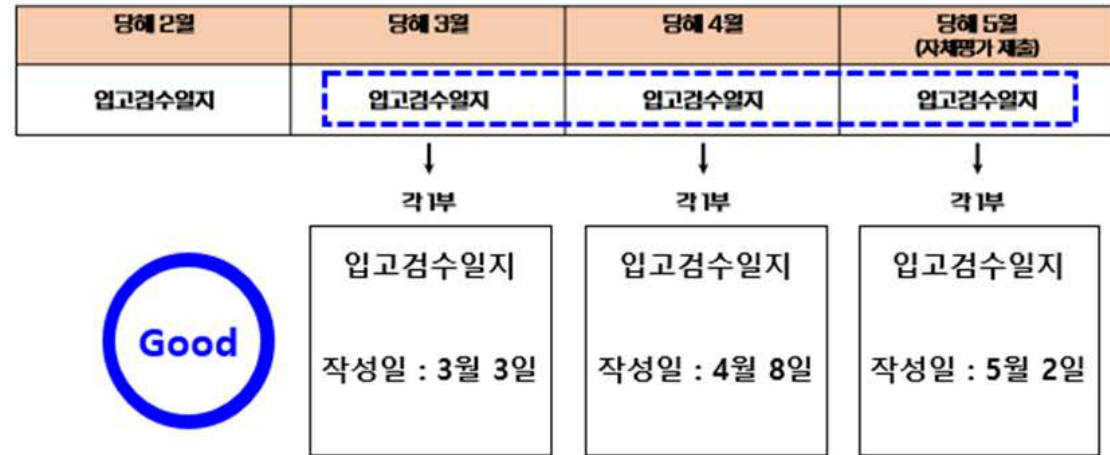 당해 2월
당해 3월
당해 4월
당해 5월
(자체평가 제출)
입고검수일지
입고검수일지
입고검수일지
입고검수일지
각 1부
각 1부
각 1부
Good
입고검수일지
작성일 : 3월 3일
입고검수일지
작성일 : 4월 8일
입고검수일지
작성일 : 5월 2일